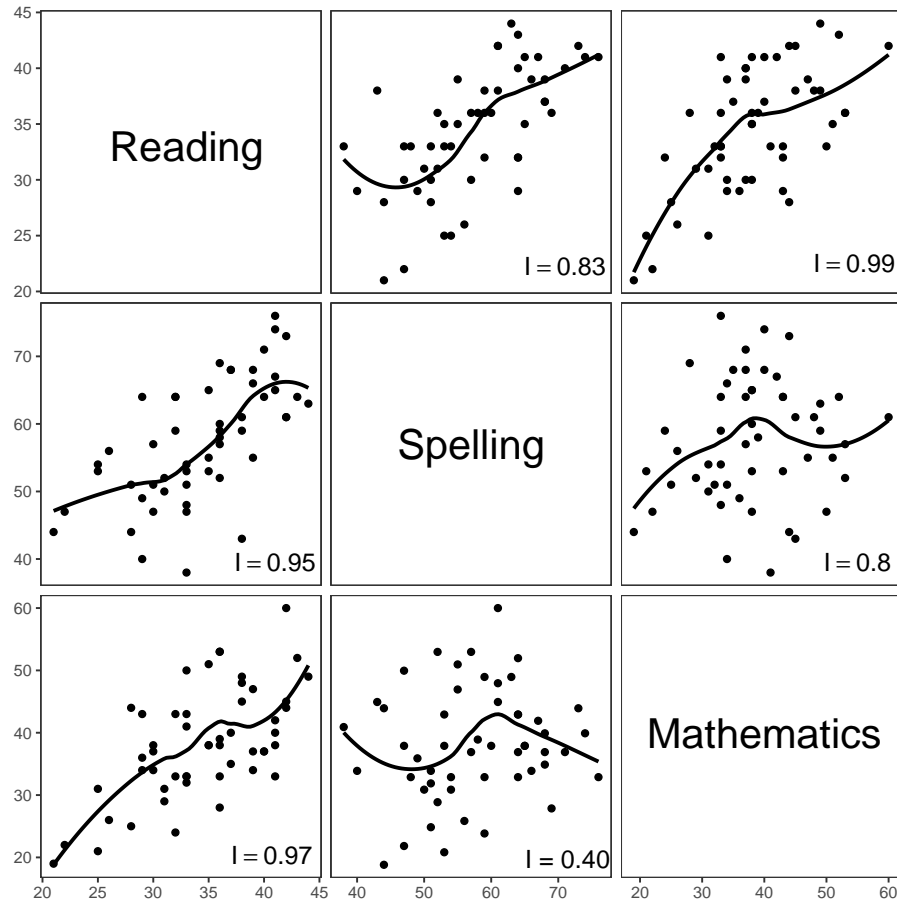 45
40
35
30
25
20
Reading
I = 0.83
I = 0.99
70
60
50
40
I = 0.95
Spelling
I = 0.8
60
50
40
30
20
I = 0.97
I = 0.40
Mathematics
20 25 30 35 40 45
40 50 60 70
20 30 40 50 60